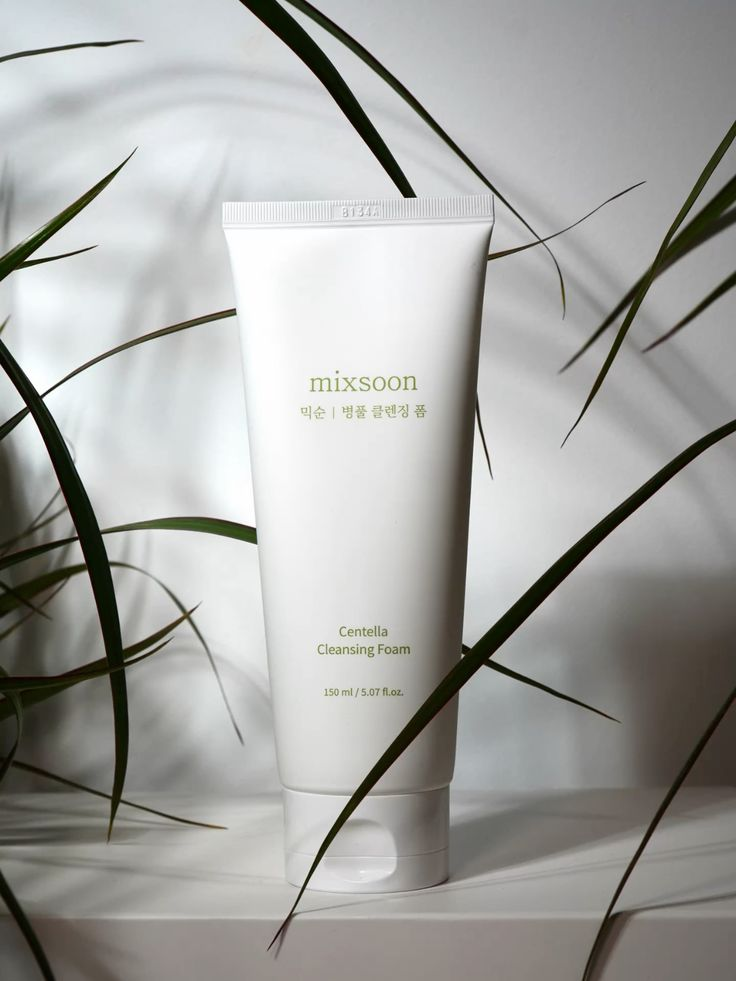 B134A
mixsoon
믹순 | 병풀 클렌징 폼
Centella
Cleansing Foam
150 ml / 5.07 fl.oz.